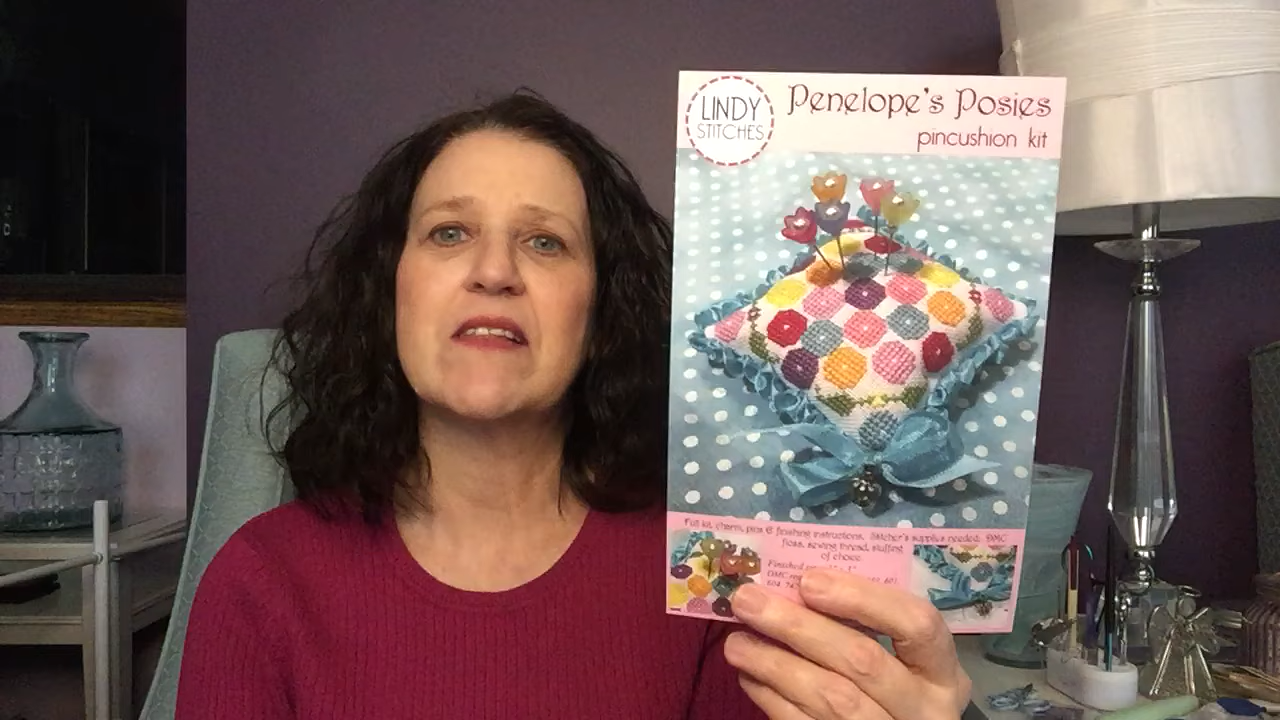 LINDY
STITCHES
Penelope's Posies
pincushion kit
Full kit, charm, pins & finishing instructions. Stitcher's supplies needed: DMC
floss, sewing thread, stuffing
of choice.
Finished
DMC